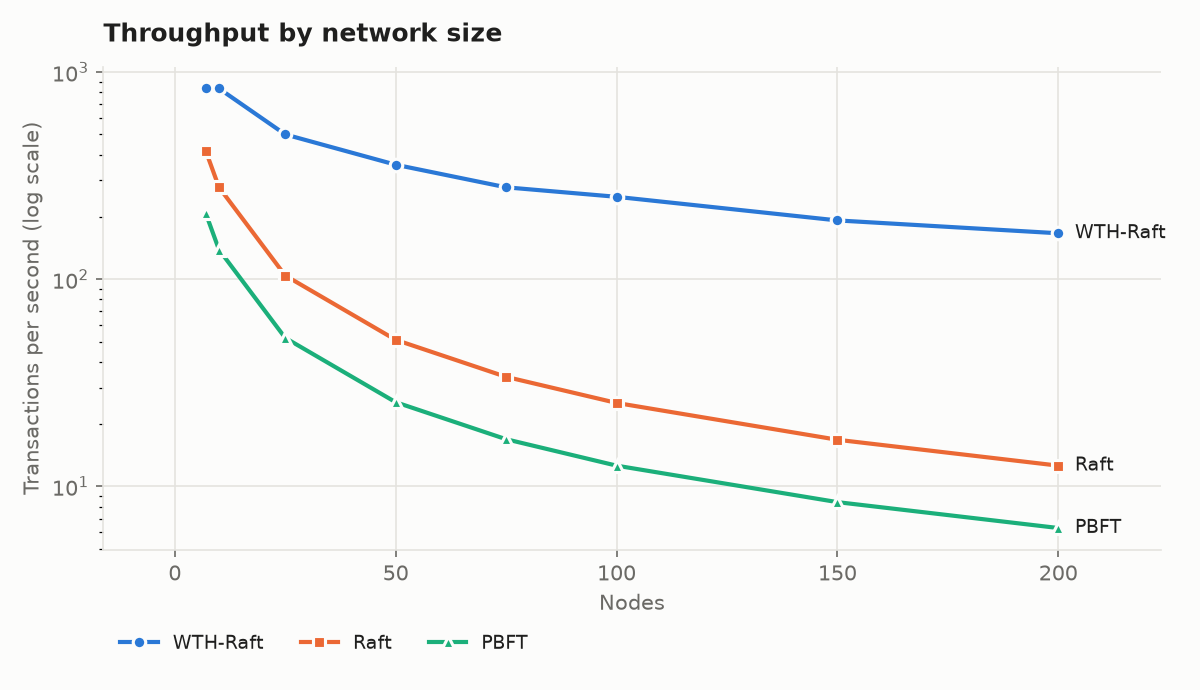 Throughput by network size
Transactions per second (log scale)
10³
10²
10¹
WTH-Raft
Raft
PBFT
0 50 100 150 200
Nodes
WTH-Raft Raft PBFT